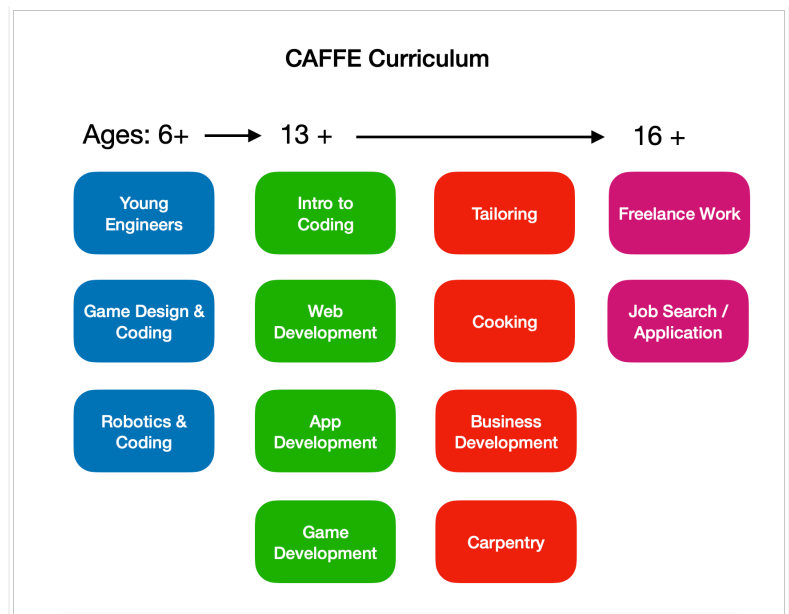 CAFFE Curriculum
Ages: 6+ 13 + 16 +
Young
Engineers
Intro to
Coding
Tailoring
Freelance Work
Game Design &
Coding
Web
Development
Cooking
Job Search /
Application
Robotics &
Coding
App
Development
Business
Development
Game
Development
Carpentry